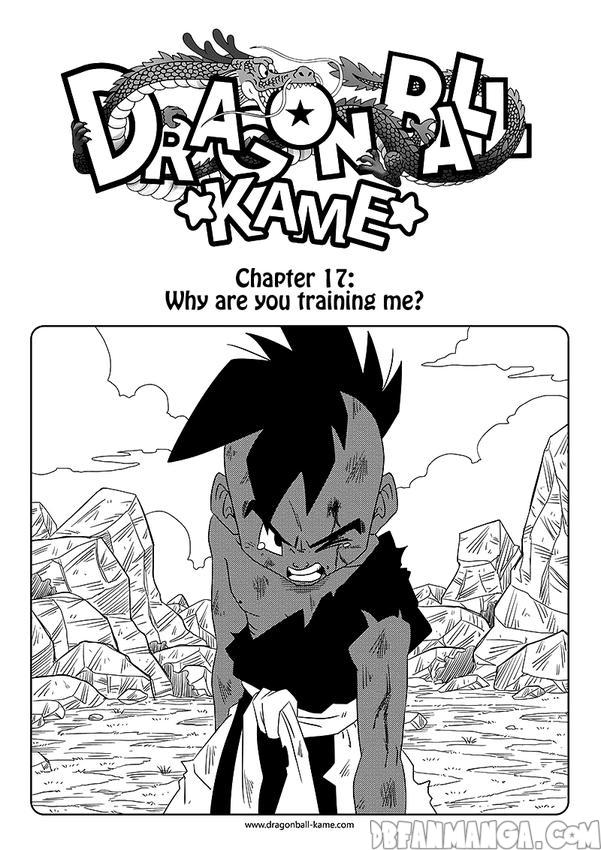 DRAGON BALL
KAME
Chapter 17:
Why are you training me?
www.dragonball-kame.com
DBFANMANGA.COM